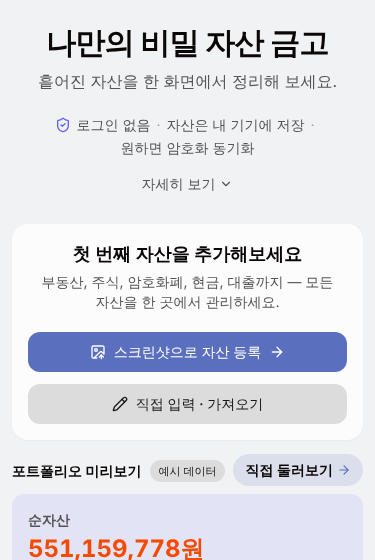 나만의 비밀 자산 금고
흩어진 자산을 한 화면에서 정리해 보세요.
로그인 없음 · 자산은 내 기기에 저장 ·
원하면 암호화 동기화
자세히 보기
첫 번째 자산을 추가해보세요
부동산, 주식, 암호화폐, 현금, 대출까지 — 모든
자산을 한 곳에서 관리하세요.
스크린샷으로 자산 등록
직접 입력 · 가져오기
포트폴리오 미리보기 예시 데이터 직접 둘러보기
순자산
551,159,778원